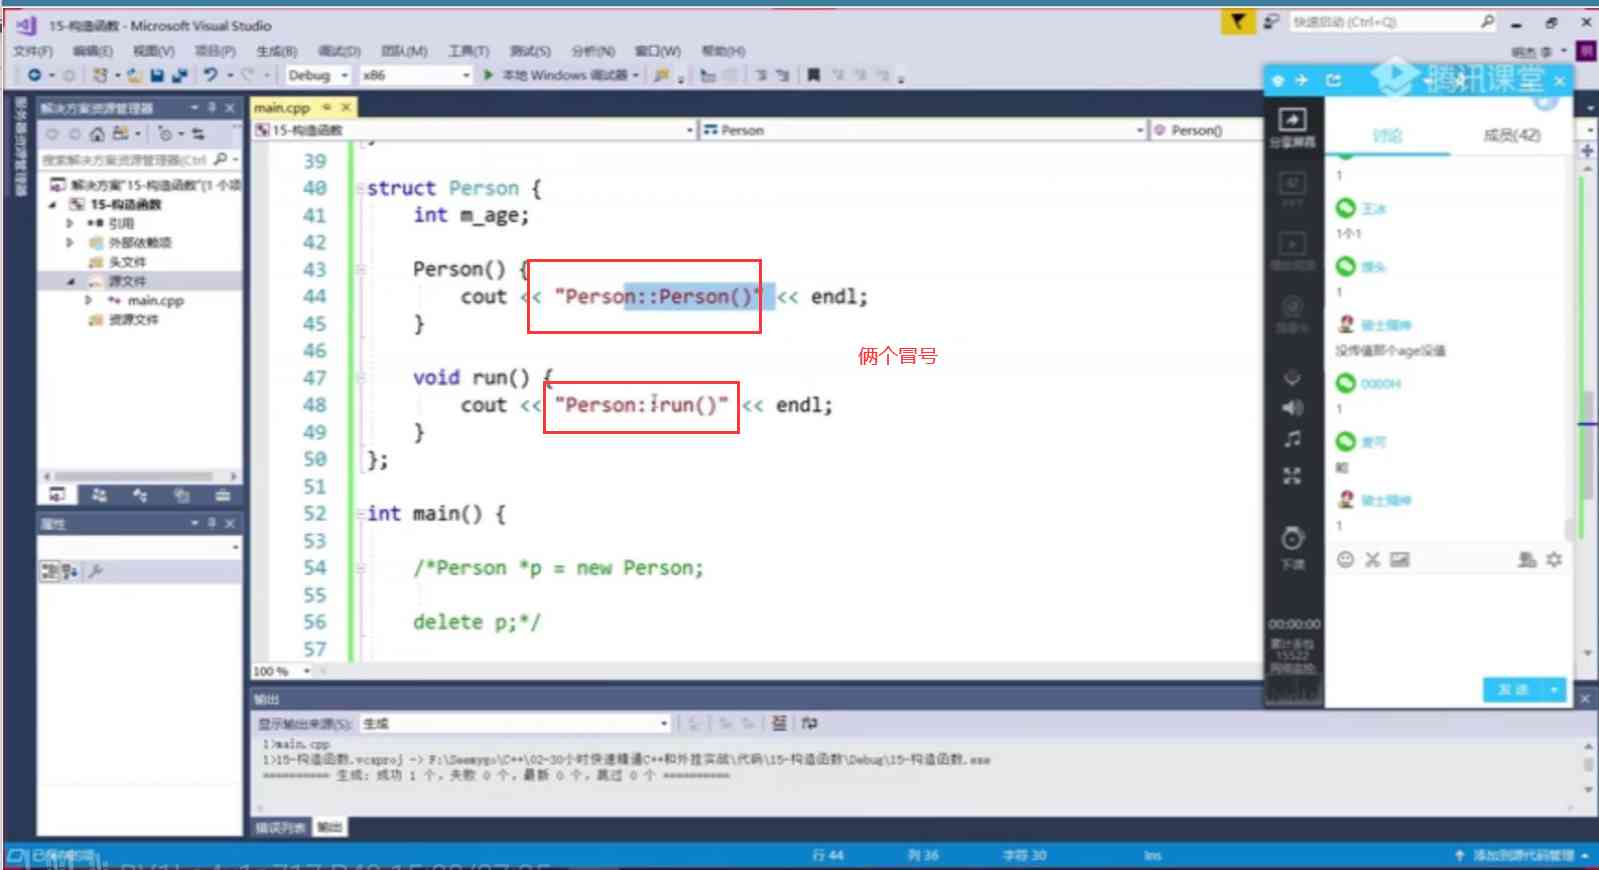 15-构造函数 - Microsoft Visual Studio
快速启动 (Ctrl+Q)
文件(F) 编辑(E) 视图(V) 项目(P) 生成(B) 调试(D) 团队(M) 工具(T) 测试(S) 分析(N) 窗口(W) 帮助(H)
Debug x86 本地 Windows 调试器
腾讯课堂
解决方案资源管理器
搜索解决方案资源管理器(Ctrl
解决方案"15-构造函数"(1 个项
15-构造函数
引用
外部依赖项
头文件
源文件
main.cpp
资源文件
属性
main.cpp
15-构造函数 Person Person()
39
40 struct Person {
41 int m_age;
42
43 Person() {
44 cout << "Person::Person()" << endl;
45 }
46
47 void run() {
48 cout << "Person::run()" << endl;
49 }
50 };
51
52 int main() {
53
54 /*Person *p = new Person;
55
56 delete p;*/
57
俩个冒号
100 %
输出
显示输出来源(S): 生成
1>main.cpp
1>15-构造函数.vcxproj -> F:\Seemygo\C++\02-30小时快速精通C++和外挂实战\代码\15-构造函数\Debug\15-构造函数.exe
========== 生成: 成功 1 个，失败 0 个，最新 0 个，跳过 0 个 ==========
错误列表 输出
分享屏幕
下课
00:00:00
15522
讨论 成员(42)
1
王冰
1个1
馒头
1
骑士精神
没传值那个age没值
OOOOH
1
麦可
能
骑士精神
1
发送
已保存的项
行 44 列 36 字符 30 Ins
添加到源代码管理